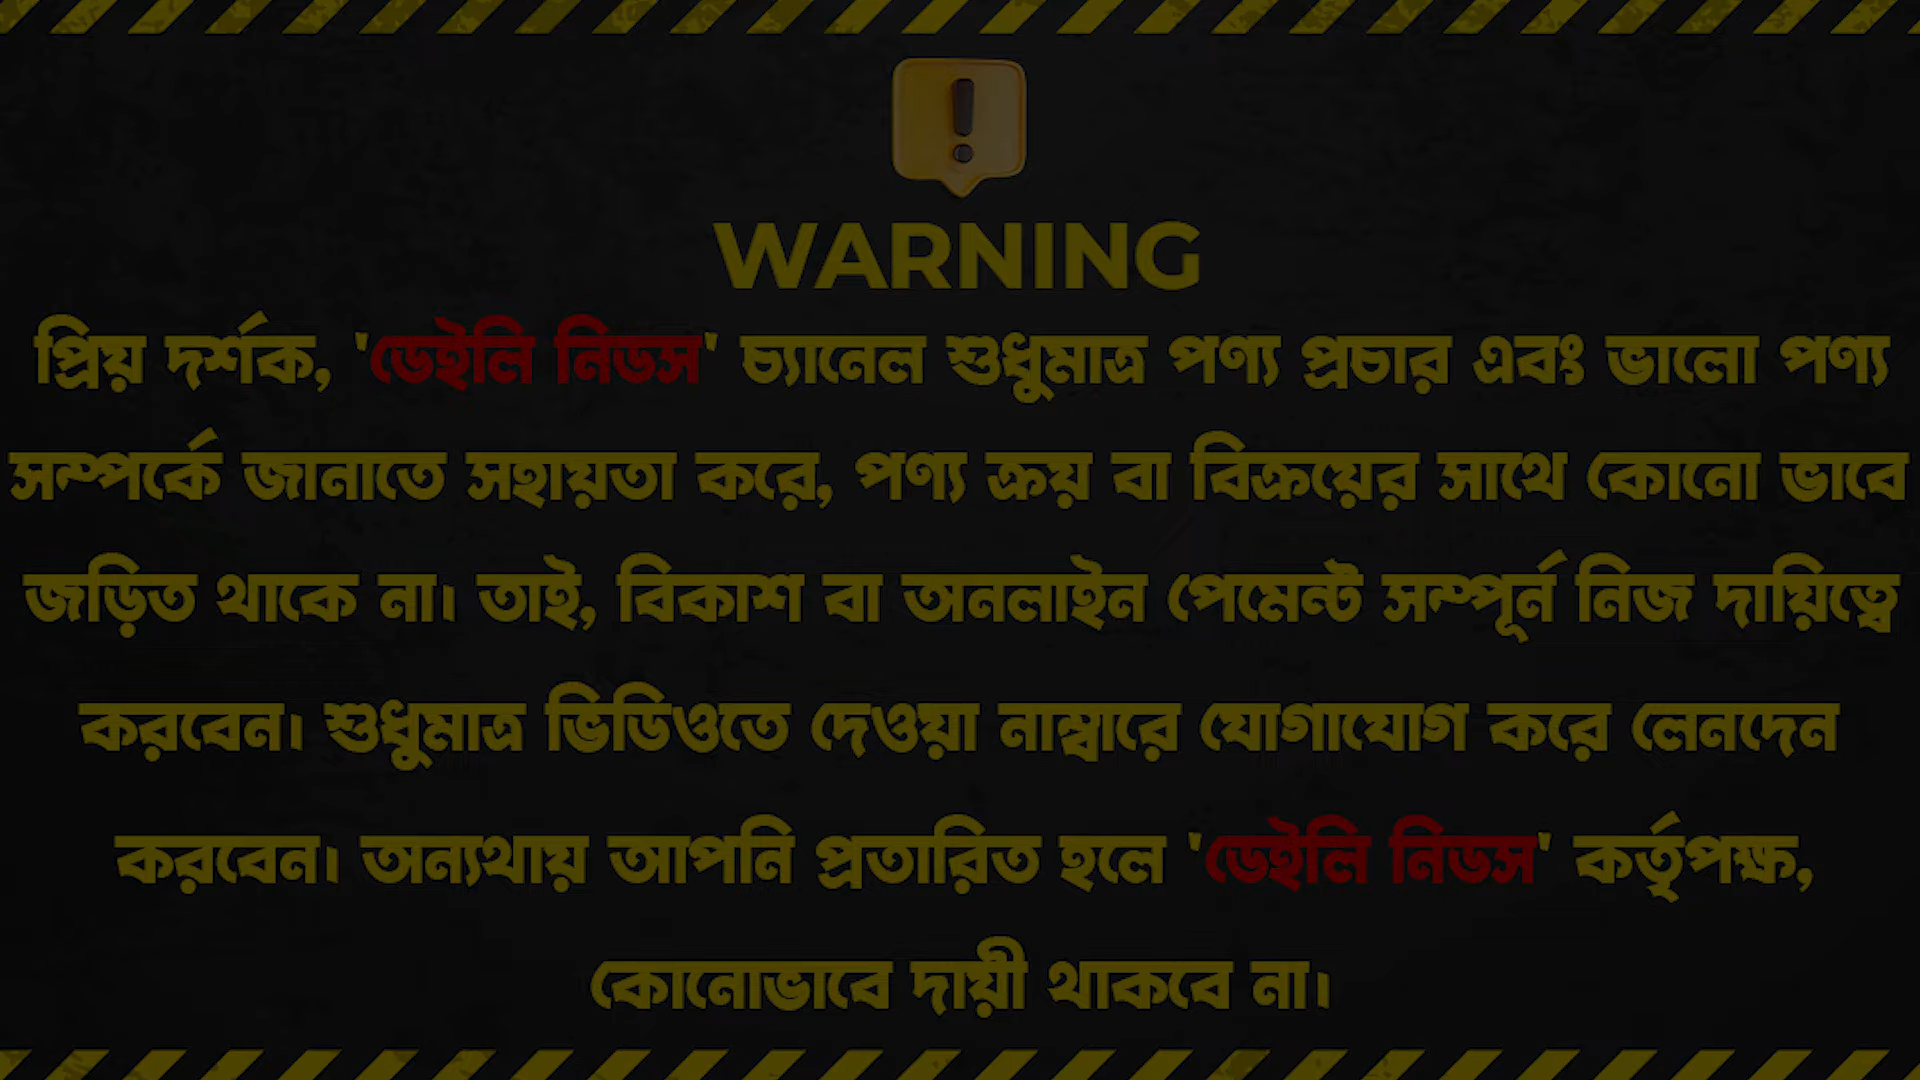 WARNING
প্রিয় দর্শক, 'ডেইলি নিডস' চ্যানেল শুধুমাত্র পণ্য প্রচার এবং ভালো পণ্য
সম্পর্কে জানাতে সহায়তা করে, পণ্য ক্রয় বা বিক্রয়ের সাথে কোনো ভাবে
জড়িত থাকে না। তাই, বিকাশ বা অনলাইন পেমেন্ট সম্পূর্ন নিজ দায়িত্বে
করবেন। শুধুমাত্র ভিডিওতে দেওয়া নাম্বারে যোগাযোগ করে লেনদেন
করবেন। অন্যথায় আপনি প্রতারিত হলে 'ডেইলি নিডস' কর্তৃপক্ষ,
কোনোভাবে দায়ী থাকবে না।